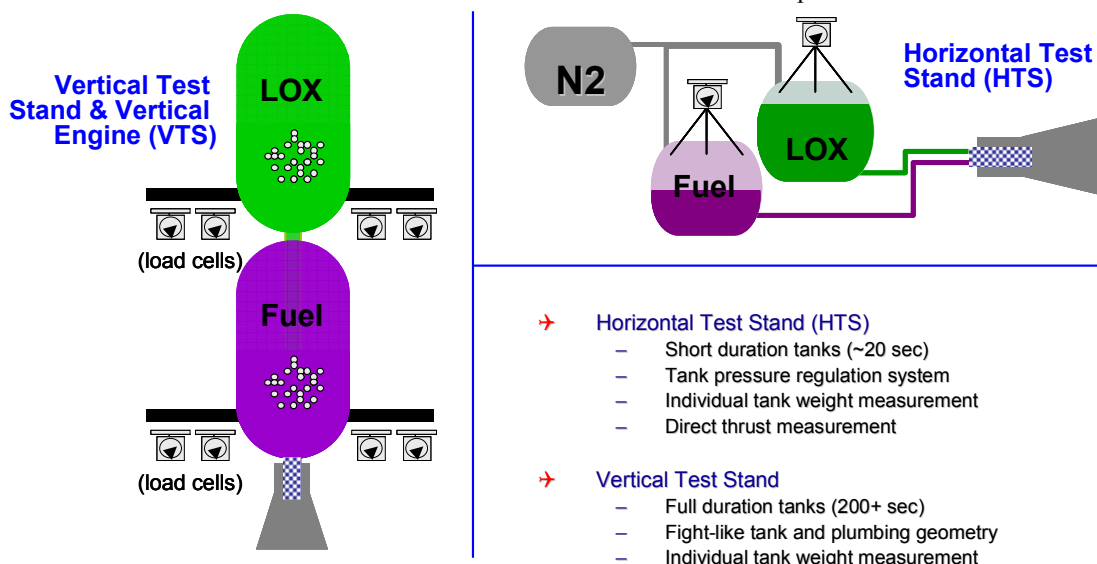 Vertical Test
Stand & Vertical
Engine (VTS)
LOX
(load cells)
Fuel
(load cells)
N2
Fuel
LOX
Horizontal Test
Stand (HTS)
Horizontal Test Stand (HTS)
– Short duration tanks (~20 sec)
– Tank pressure regulation system
– Individual tank weight measurement
– Direct thrust measurement
Vertical Test Stand
– Full duration tanks (200+ sec)
– Fight-like tank and plumbing geometry
– Individual tank weight measurement